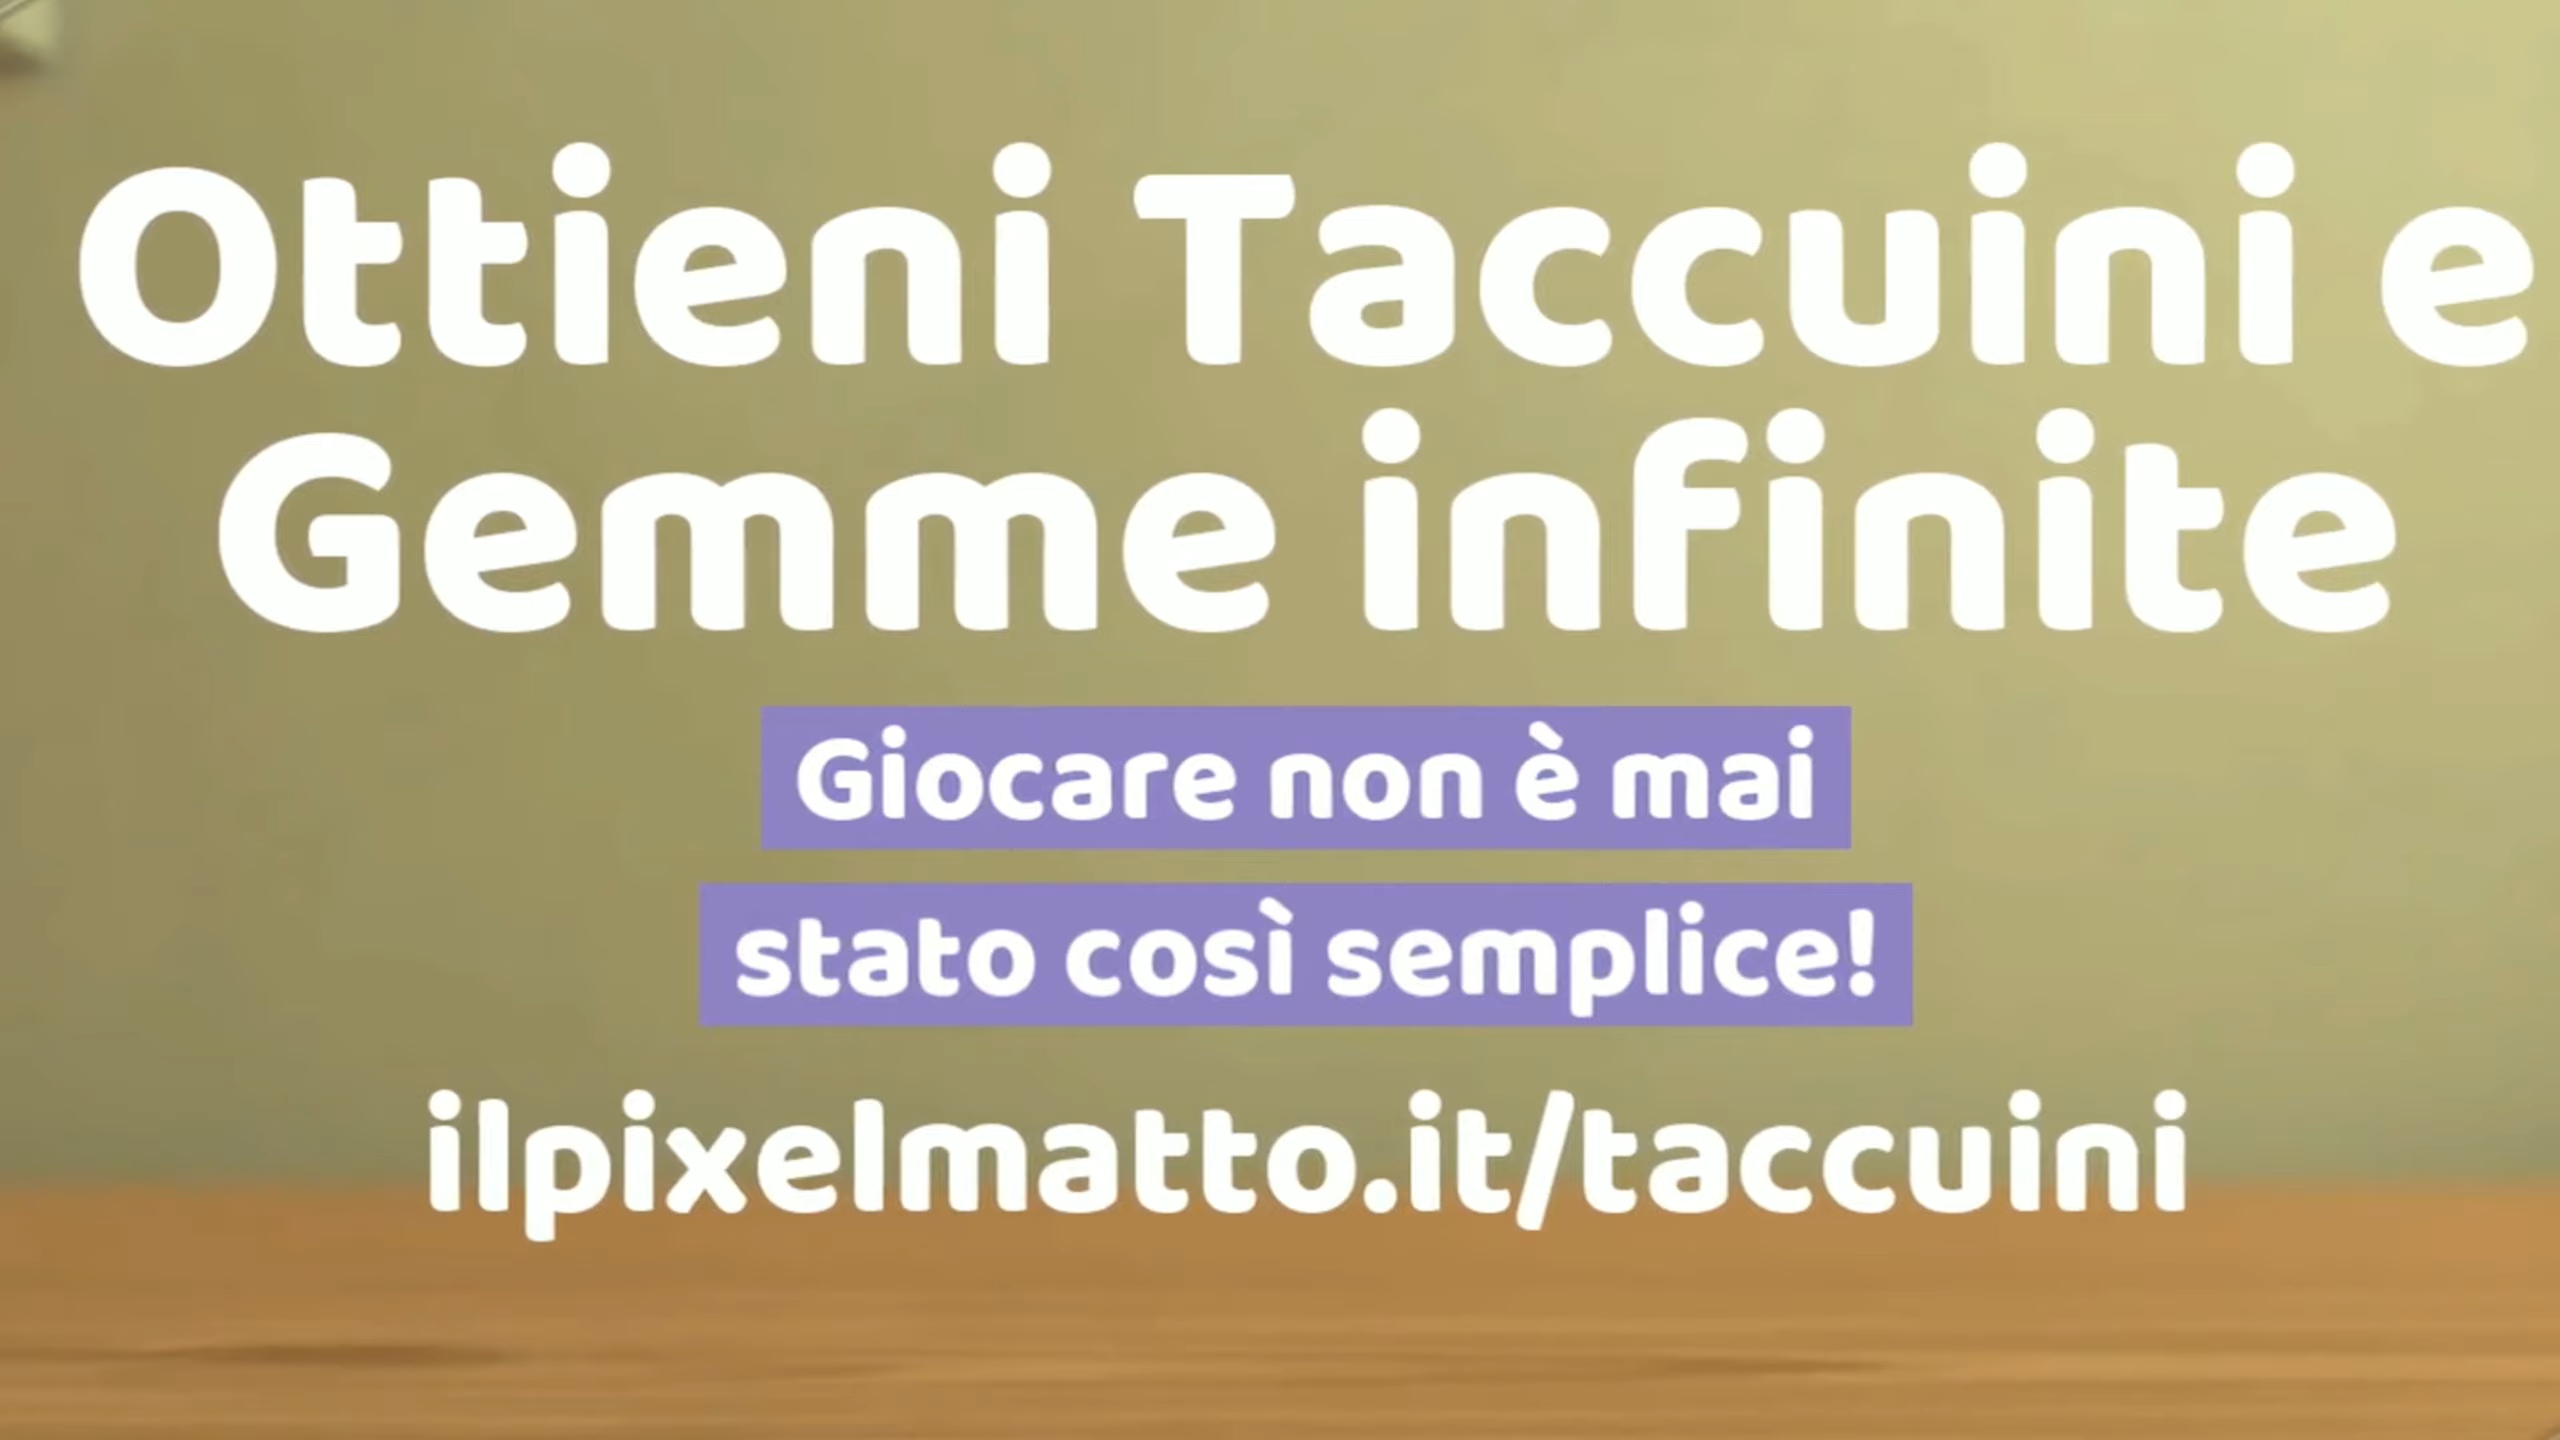 Ottieni Taccuini e
Gemme infinite
Giocare non è mai
stato così semplice!
ilpixelmatto.it/taccuini